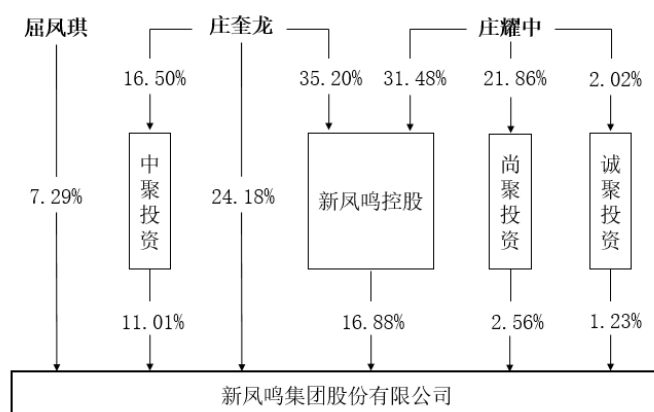 屈凤琪
庄奎龙
庄耀中
16.50%
35.20%
31.48%
21.86%
2.02%
7.29%
中聚投资
24.18%
新凤鸣控股
尚聚投资
诚聚投资
11.01%
16.88%
2.56%
1.23%
新凤鸣集团股份有限公司